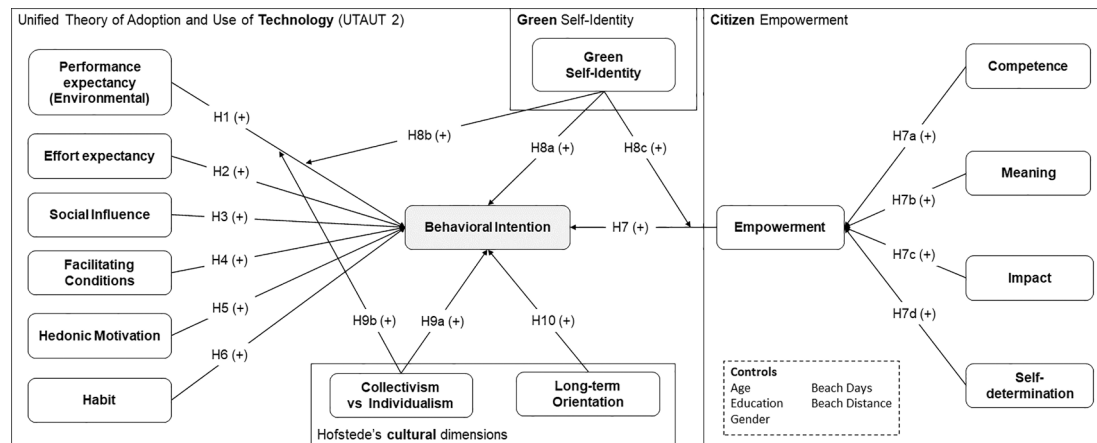 Unified Theory of Adoption and Use of Technology (UTAUT 2)
Performance
expectancy
(Environmental)
Effort expectancy
Social Influence
Facilitating
Conditions
Hedonic Motivation
Habit
H1 (+)
H2 (+)
H3 (+)
H4 (+)
H5 (+)
H6 (+)
Green Self-Identity
Green
Self-Identity
H8b (+)
H8a (+)
H8c (+)
Behavioral Intention
H7 (+)
H9b (+)
H9a (+)
H10 (+)
Collectivism
vs Individualism
Long-term
Orientation
Hofstede's cultural dimensions
Citizen Empowerment
Empowerment
H7a (+)
H7b (+)
H7c (+)
H7d (+)
Competence
Meaning
Impact
Self-
determination
Controls
Age Beach Days
Education Beach Distance
Gender